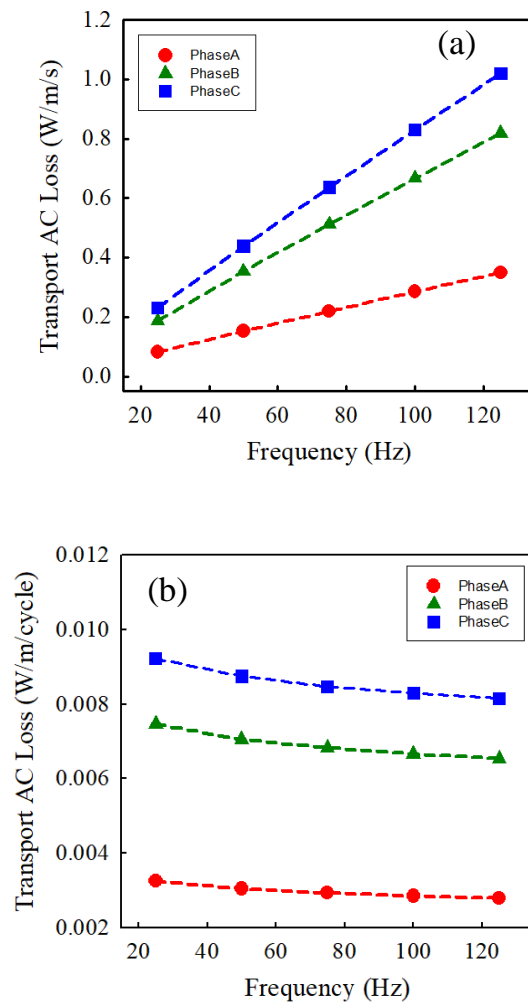 (a)
PhaseA
PhaseB
PhaseC
Transport AC Loss (W/m/s)
1.2
1.0
0.8
0.6
0.4
0.2
0.0
20 40 60 80 100 120
Frequency (Hz)
(b)
PhaseA
PhaseB
PhaseC
Transport AC Loss (W/m/cycle)
0.012
0.010
0.008
0.006
0.004
0.002
20 40 60 80 100 120
Frequency (Hz)